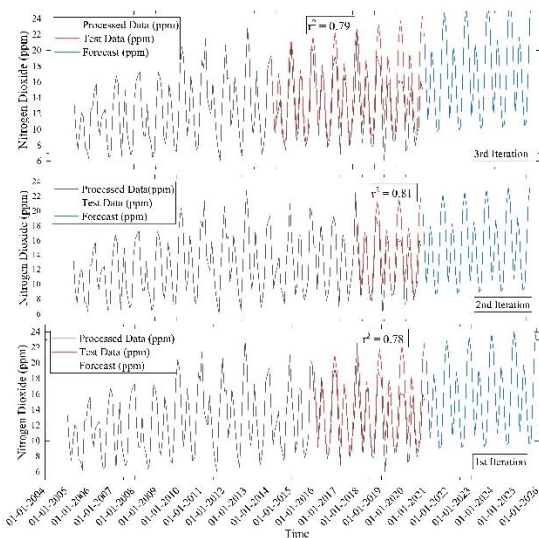 Nitrogen Dioxide (ppm)
24
22
20
18
16
14
12
10
8
6
Processed Data (ppm)
Test Data (ppm)
Forecast (ppm)
r² = 0.79
3rd Iteration
Nitrogen Dioxide (ppm)
24
22
20
18
16
14
12
10
8
6
Processed Data(ppm)
Test Data (ppm)
Forecast (ppm)
r² = 0.81
2nd Iteration
Nitrogen Dioxide (ppm)
24
22
20
18
16
14
12
10
8
6
Processed Data (ppm)
Test Data (ppm)
Forecast (ppm)
r² = 0.78
1st Iteration
01-01-2004
01-01-2005
01-01-2006
01-01-2007
01-01-2008
01-01-2009
01-01-2010
01-01-2011
01-01-2012
01-01-2013
01-01-2014
01-01-2015
01-01-2016
01-01-2017
01-01-2018
01-01-2019
01-01-2020
01-01-2021
01-01-2022
01-01-2023
01-01-2024
01-01-2025
01-01-2026
Time